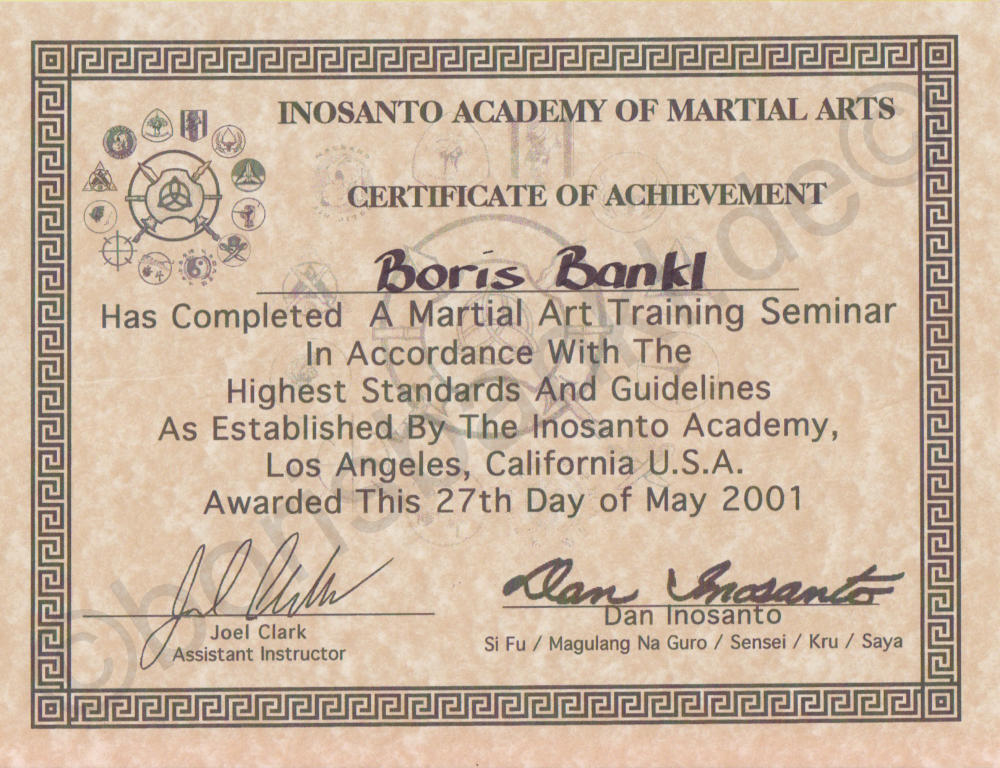 INOSANTO ACADEMY OF MARTIAL ARTS
CERTIFICATE OF ACHIEVEMENT
Boris Bankl
Has Completed A Martial Art Training Seminar
In Accordance With The
Highest Standards And Guidelines
As Established By The Inosanto Academy,
Los Angeles, California U.S.A.
Awarded This 27th Day of May 2001
Dan Inosanto
Joel Clark
Assistant Instructor
Dan Inosanto
Si Fu / Magulang Na Guro / Sensei / Kru / Saya